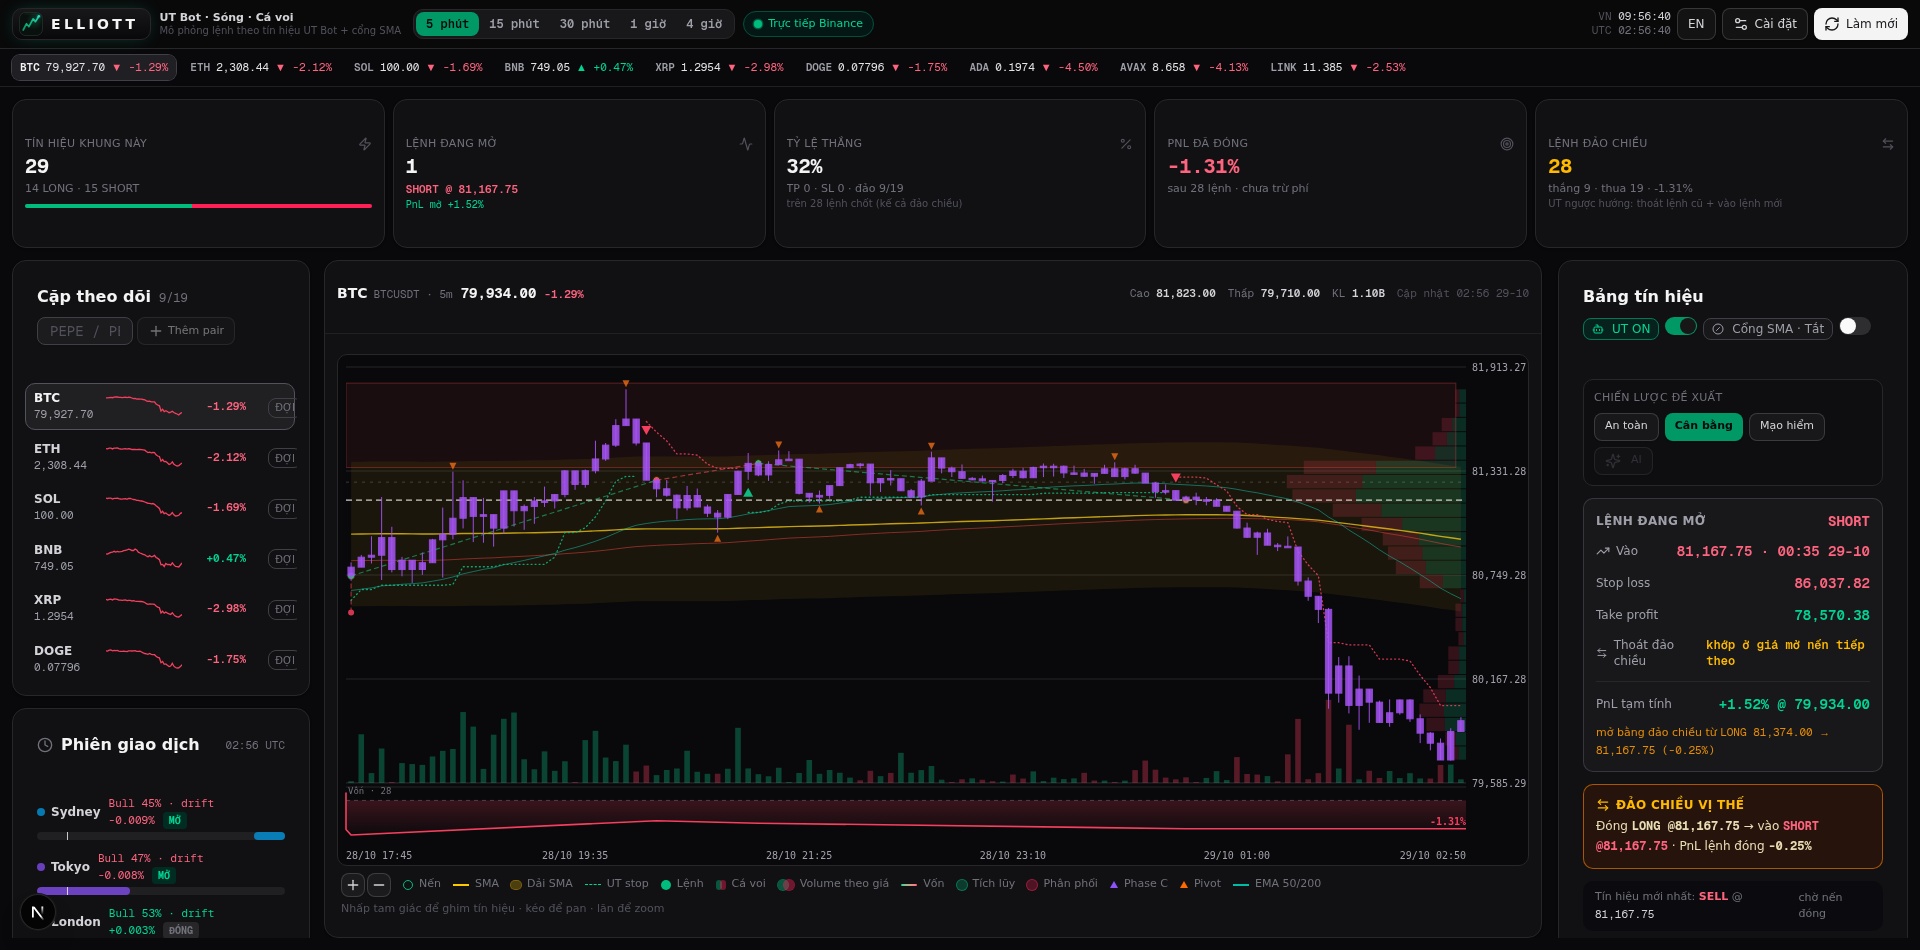 ELLIOTT
UT Bot · Sóng · Cá voi
Mô phỏng lệnh theo tín hiệu UT Bot + cổng SMA
5 phút 15 phút 30 phút 1 giờ 4 giờ
Trực tiếp Binance
VN 09:56:40
UTC 02:56:40
EN
Cài đặt
Làm mới
BTC 79,927.70 ▼ -1.29% ETH 2,308.44 ▼ -2.12% SOL 100.00 ▼ -1.69% BNB 749.05 ▲ +0.47% XRP 1.2954 ▼ -2.98% DOGE 0.07796 ▼ -1.75% ADA 0.1974 ▼ -4.50% AVAX 8.658 ▼ -4.13% LINK 11.385 ▼ -2.53%
TÍN HIỆU KHUNG NÀY
29
14 LONG · 15 SHORT
LỆNH ĐANG MỞ
1
SHORT @ 81,167.75
PnL mở +1.52%
TỶ LỆ THẮNG
32%
TP 0 · SL 0 · đảo 9/19
trên 28 lệnh chốt (kể cả đảo chiều)
PNL ĐÃ ĐÓNG
-1.31%
sau 28 lệnh · chưa trừ phí
LỆNH ĐẢO CHIỀU
28
thắng 9 · thua 19 · -1.31%
UT ngược hướng: thoát lệnh cũ + vào lệnh mới
Cặp theo dõi 9/19
PEPE / PI
Thêm pair
BTC
79,927.70
-1.29%
ĐỢI
ETH
2,308.44
-2.12%
ĐỢI
SOL
100.00
-1.69%
ĐỢI
BNB
749.05
+0.47%
ĐỢI
XRP
1.2954
-2.98%
ĐỢI
DOGE
0.07796
-1.75%
ĐỢI
Phiên giao dịch 02:56 UTC
Sydney Bull 45% · drift
-0.009% MỞ
Tokyo Bull 47% · drift
-0.008% MỞ
London Bull 53% · drift
+0.003% ĐÓNG
N
BTC BTCUSDT · 5m 79,934.00 -1.29%
Cao 81,823.00 Thấp 79,710.00 KL 1.10B Cập nhật 02:56 29-10
81,913.27
81,331.28
80,749.28
80,167.28
79,585.29
Vốn · 28
-1.31%
28/10 17:45 28/10 19:35 28/10 21:25 28/10 23:10 29/10 01:00 29/10 02:50
Nến SMA Dải SMA UT stop Lệnh Cá voi Volume theo giá Vốn Tích lũy Phân phối Phase C Pivot EMA 50/200
Nhấp tam giác để ghim tín hiệu · kéo để pan · lăn để zoom
Bảng tín hiệu
UT ON
Cổng SMA · Tắt
CHIẾN LƯỢC ĐỀ XUẤT
An toàn
Cân bằng
Mạo hiểm
AI
LỆNH ĐANG MỞ SHORT
Vào 81,167.75 · 00:35 29-10
Stop loss 86,037.82
Take profit 78,570.38
Thoát đảo chiều
khớp ở giá mở nến tiếp theo
PnL tạm tính +1.52% @ 79,934.00
mở bằng đảo chiều từ LONG 81,374.00 →
81,167.75 (-0.25%)
ĐẢO CHIỀU VỊ THẾ
Đóng LONG @81,167.75 → vào SHORT
@81,167.75 · PnL lệnh đóng -0.25%
Tín hiệu mới nhất: SELL @
81,167.75
chờ nến
đóng